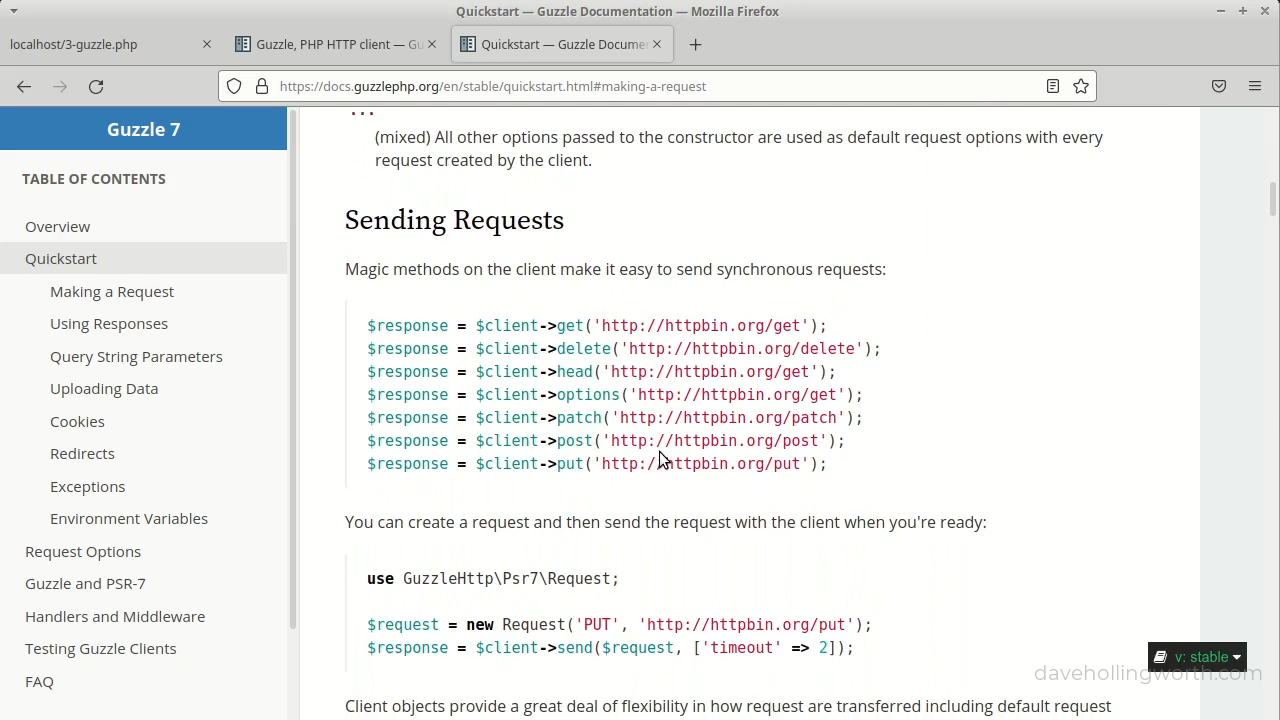 Quickstart — Guzzle Documentation — Mozilla Firefox
localhost/3-guzzle.php
Guzzle, PHP HTTP client — Gu
Quickstart — Guzzle Docume
https://docs.guzzlephp.org/en/stable/quickstart.html#making-a-request
Guzzle 7
TABLE OF CONTENTS
Overview
Quickstart
Making a Request
Using Responses
Query String Parameters
Uploading Data
Cookies
Redirects
Exceptions
Environment Variables
Request Options
Guzzle and PSR-7
Handlers and Middleware
Testing Guzzle Clients
FAQ
...
(mixed) All other options passed to the constructor are used as default request options with every
request created by the client.
Sending Requests
Magic methods on the client make it easy to send synchronous requests:
$response = $client->get('http://httpbin.org/get');
$response = $client->delete('http://httpbin.org/delete');
$response = $client->head('http://httpbin.org/get');
$response = $client->options('http://httpbin.org/get');
$response = $client->patch('http://httpbin.org/patch');
$response = $client->post('http://httpbin.org/post');
$response = $client->put('http://httpbin.org/put');
You can create a request and then send the request with the client when you're ready:
use GuzzleHttp\Psr7\Request;
$request = new Request('PUT', 'http://httpbin.org/put');
$response = $client->send($request, ['timeout' => 2]);
Client objects provide a great deal of flexibility in how request are transferred including default request
v: stable
davehollingworth.com